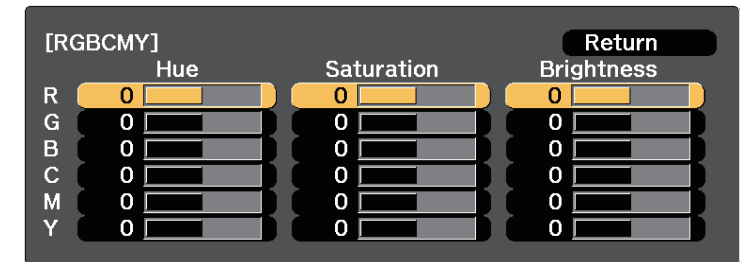 [RGBCMY] Return
Hue Saturation Brightness
R 0 0 0
G 0 0 0
B 0 0 0
C 0 0 0
M 0 0 0
Y 0 0 0